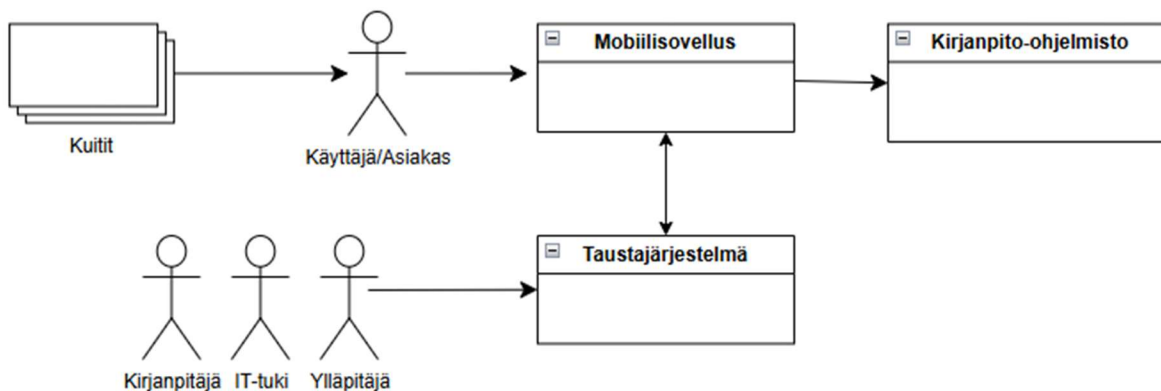 Mobiilisovellus
Kirjanpito-ohjelmisto
Kuitit
Käyttäjä/Asiakas
Taustajärjestelmä
Kirjanpitäjä
IT-tuki
Ylläpitäjä